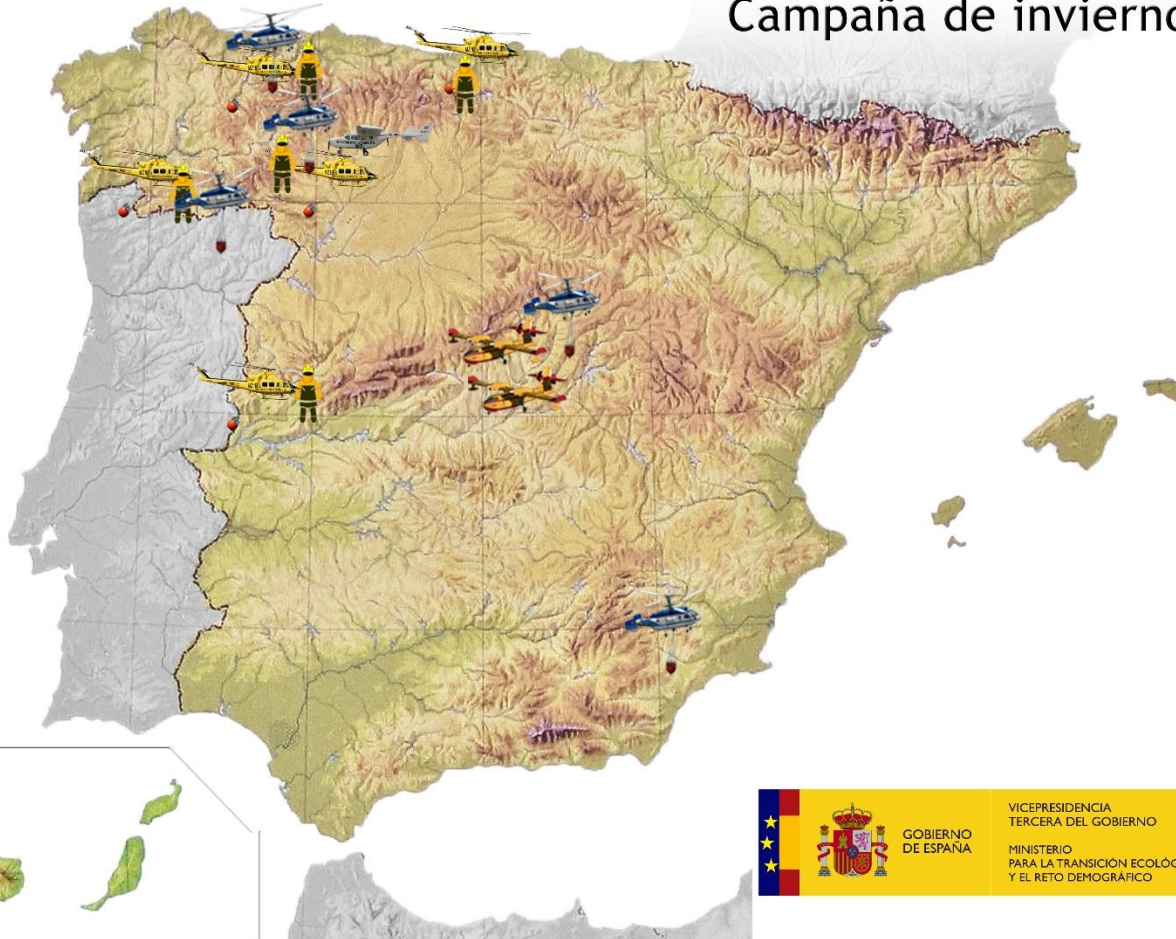 Campaña de invierno
GOBIERNO
DE ESPAÑA
VICEPRESIDENCIA
TERCERA DEL GOBIERNO
MINISTERIO
PARA LA TRANSICIÓN ECOLÓG
Y EL RETO DEMOGRÁFICO